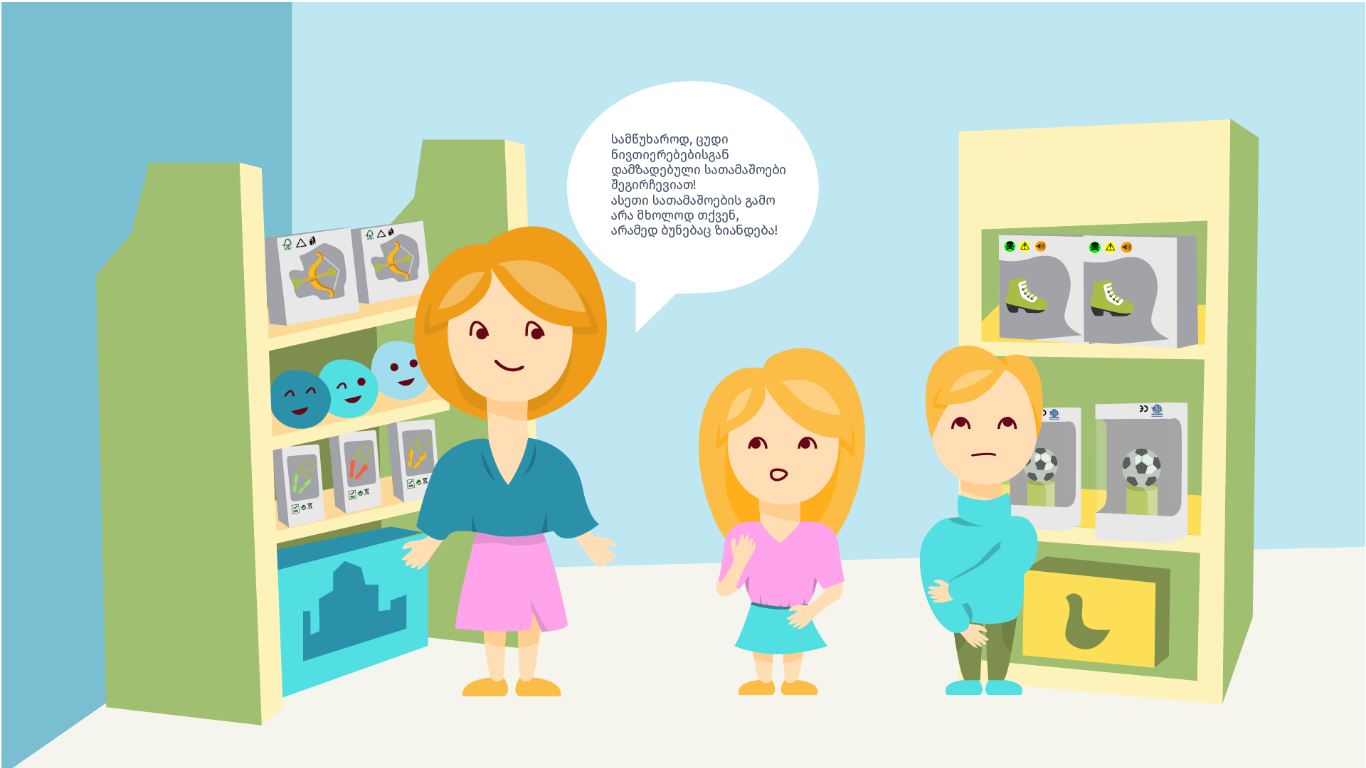 სამწუხაროდ, ცუდი
ნივთიერებებისგან
დამზადებული სათამაშოები
შეგირჩევიათ!
ასეთი სათამაშოების გამო
არა მხოლოდ თქვენ,
არამედ ბუნებაც ზიანდება!